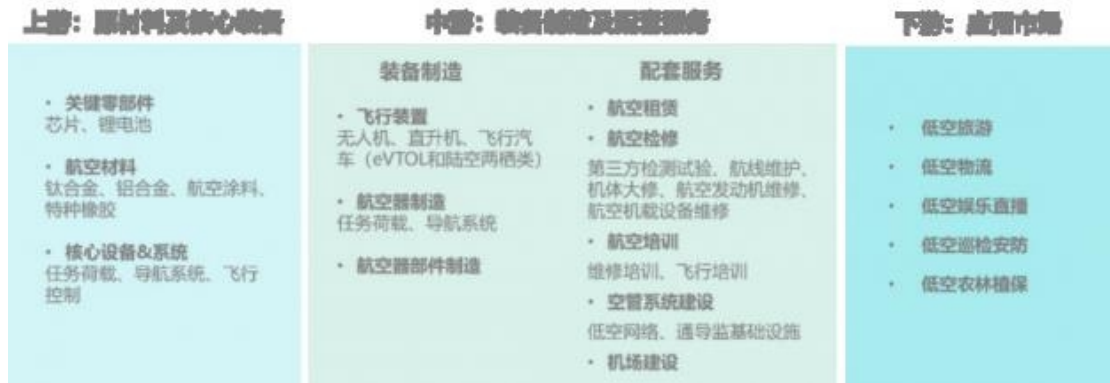 上游：原材料及核心装备
· 关键零部件
芯片、锂电池
· 航空材料
钛合金、铝合金、航空涂料、
特种橡胶
· 核心设备&系统
任务荷载、导航系统、飞行
控制
中游：装备制造及配套服务
装备制造
· 飞行装置
无人机、直升机、飞行汽
车（eVTOL和陆空两栖类）
· 航空器制造
任务荷载、导航系统
· 航空器部件制造
配套服务
· 航空租赁
· 航空检修
第三方检测试验、航线维护、
机体大修、航空发动机维修、
航空机载设备维修
· 航空培训
维修培训、飞行培训
· 空管系统建设
低空网络、通导监基础设施
· 机场建设
下游：应用市场
· 低空旅游
· 低空物流
· 低空娱乐直播
· 低空巡检安防
· 低空农林植保